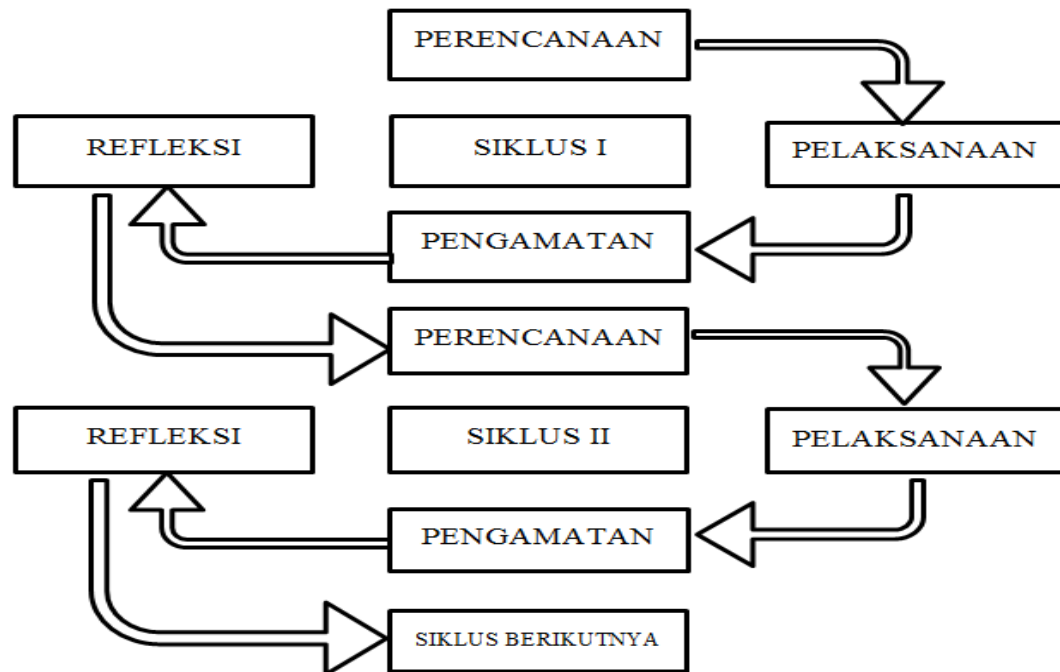 PERENCANAAN
REFLEKSI
SIKLUS I
PELAKSANAAN
PENGAMATAN
PERENCANAAN
REFLEKSI
SIKLUS II
PELAKSANAAN
PENGAMATAN
SIKLUS BERIKUTNYA